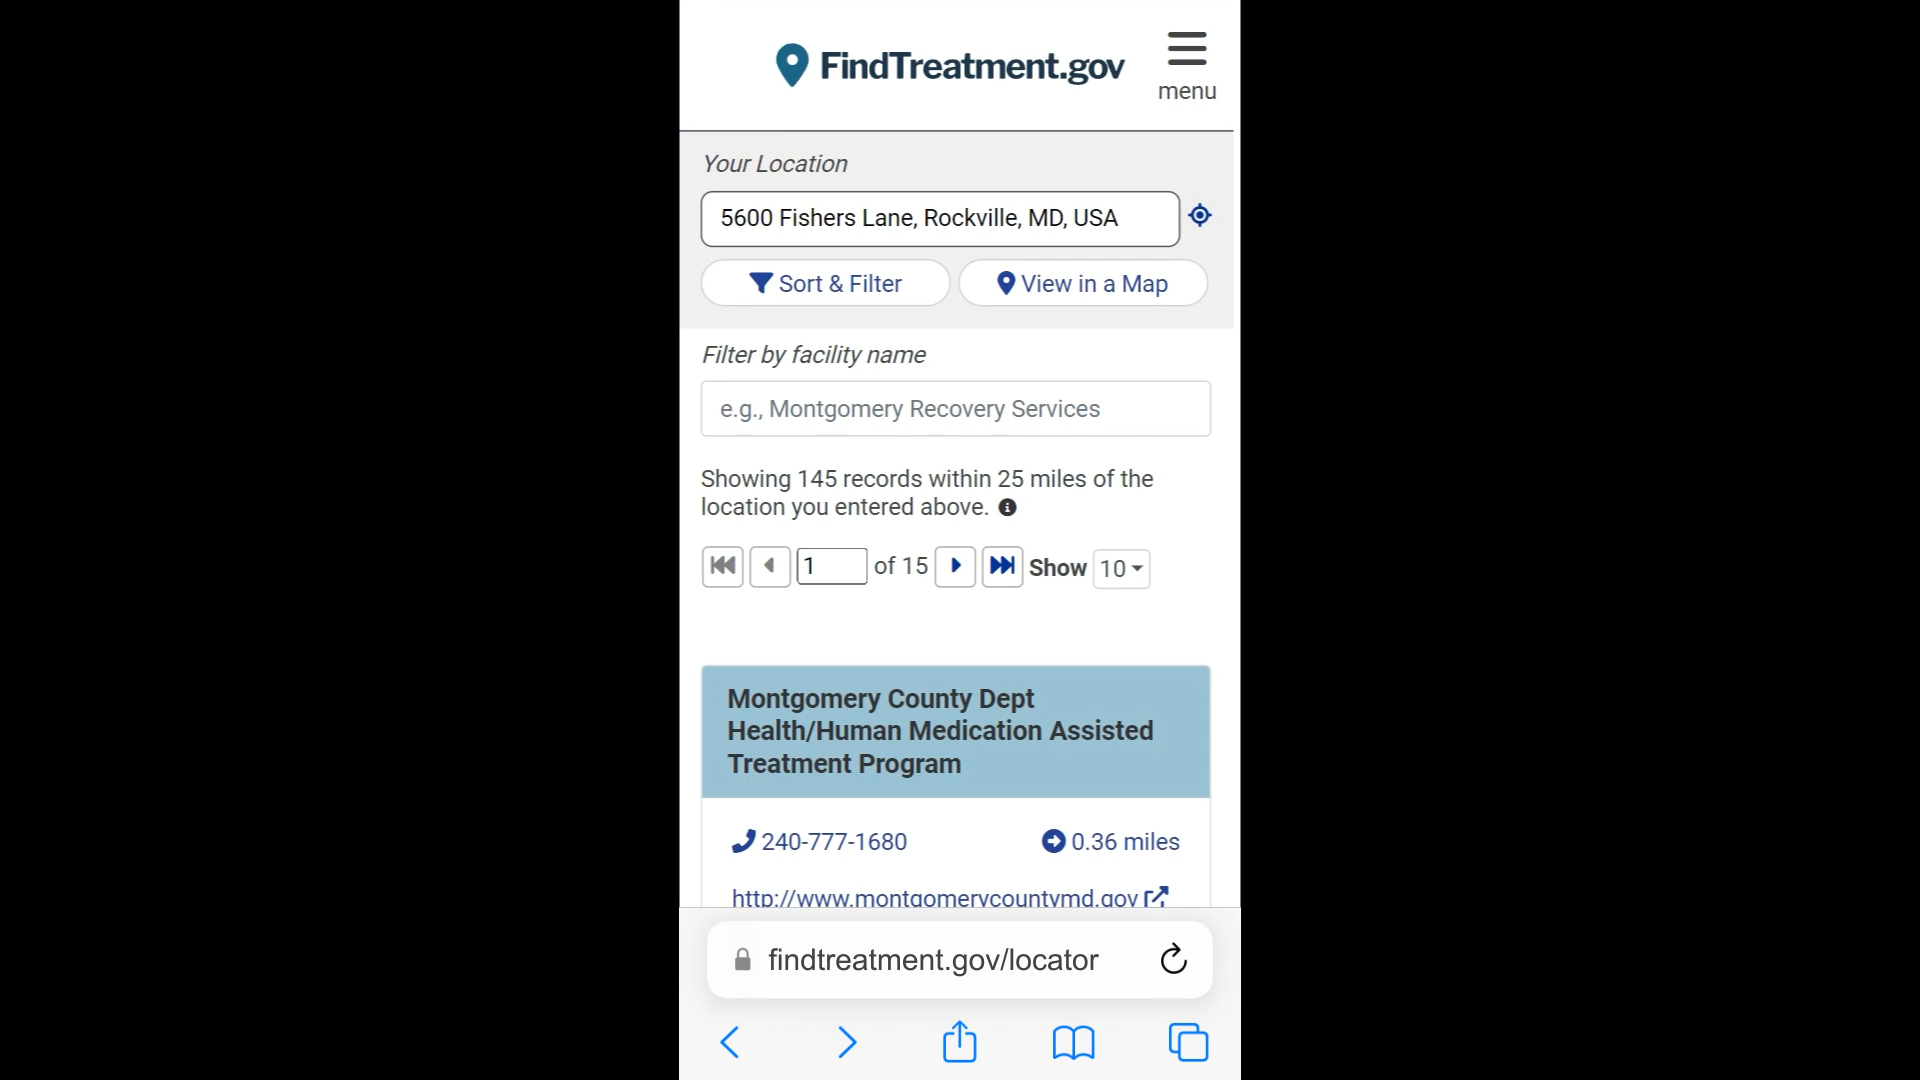 FindTreatment.gov
menu
Your Location
5600 Fishers Lane, Rockville, MD, USA
Sort & Filter
View in a Map
Filter by facility name
e.g., Montgomery Recovery Services
Showing 145 records within 25 miles of the
location you entered above.
1 of 15 Show 10
Montgomery County Dept
Health/Human Medication Assisted
Treatment Program
240-777-1680
0.36 miles
http://www.montgomerycountymd.gov
findtreatment.gov/locator